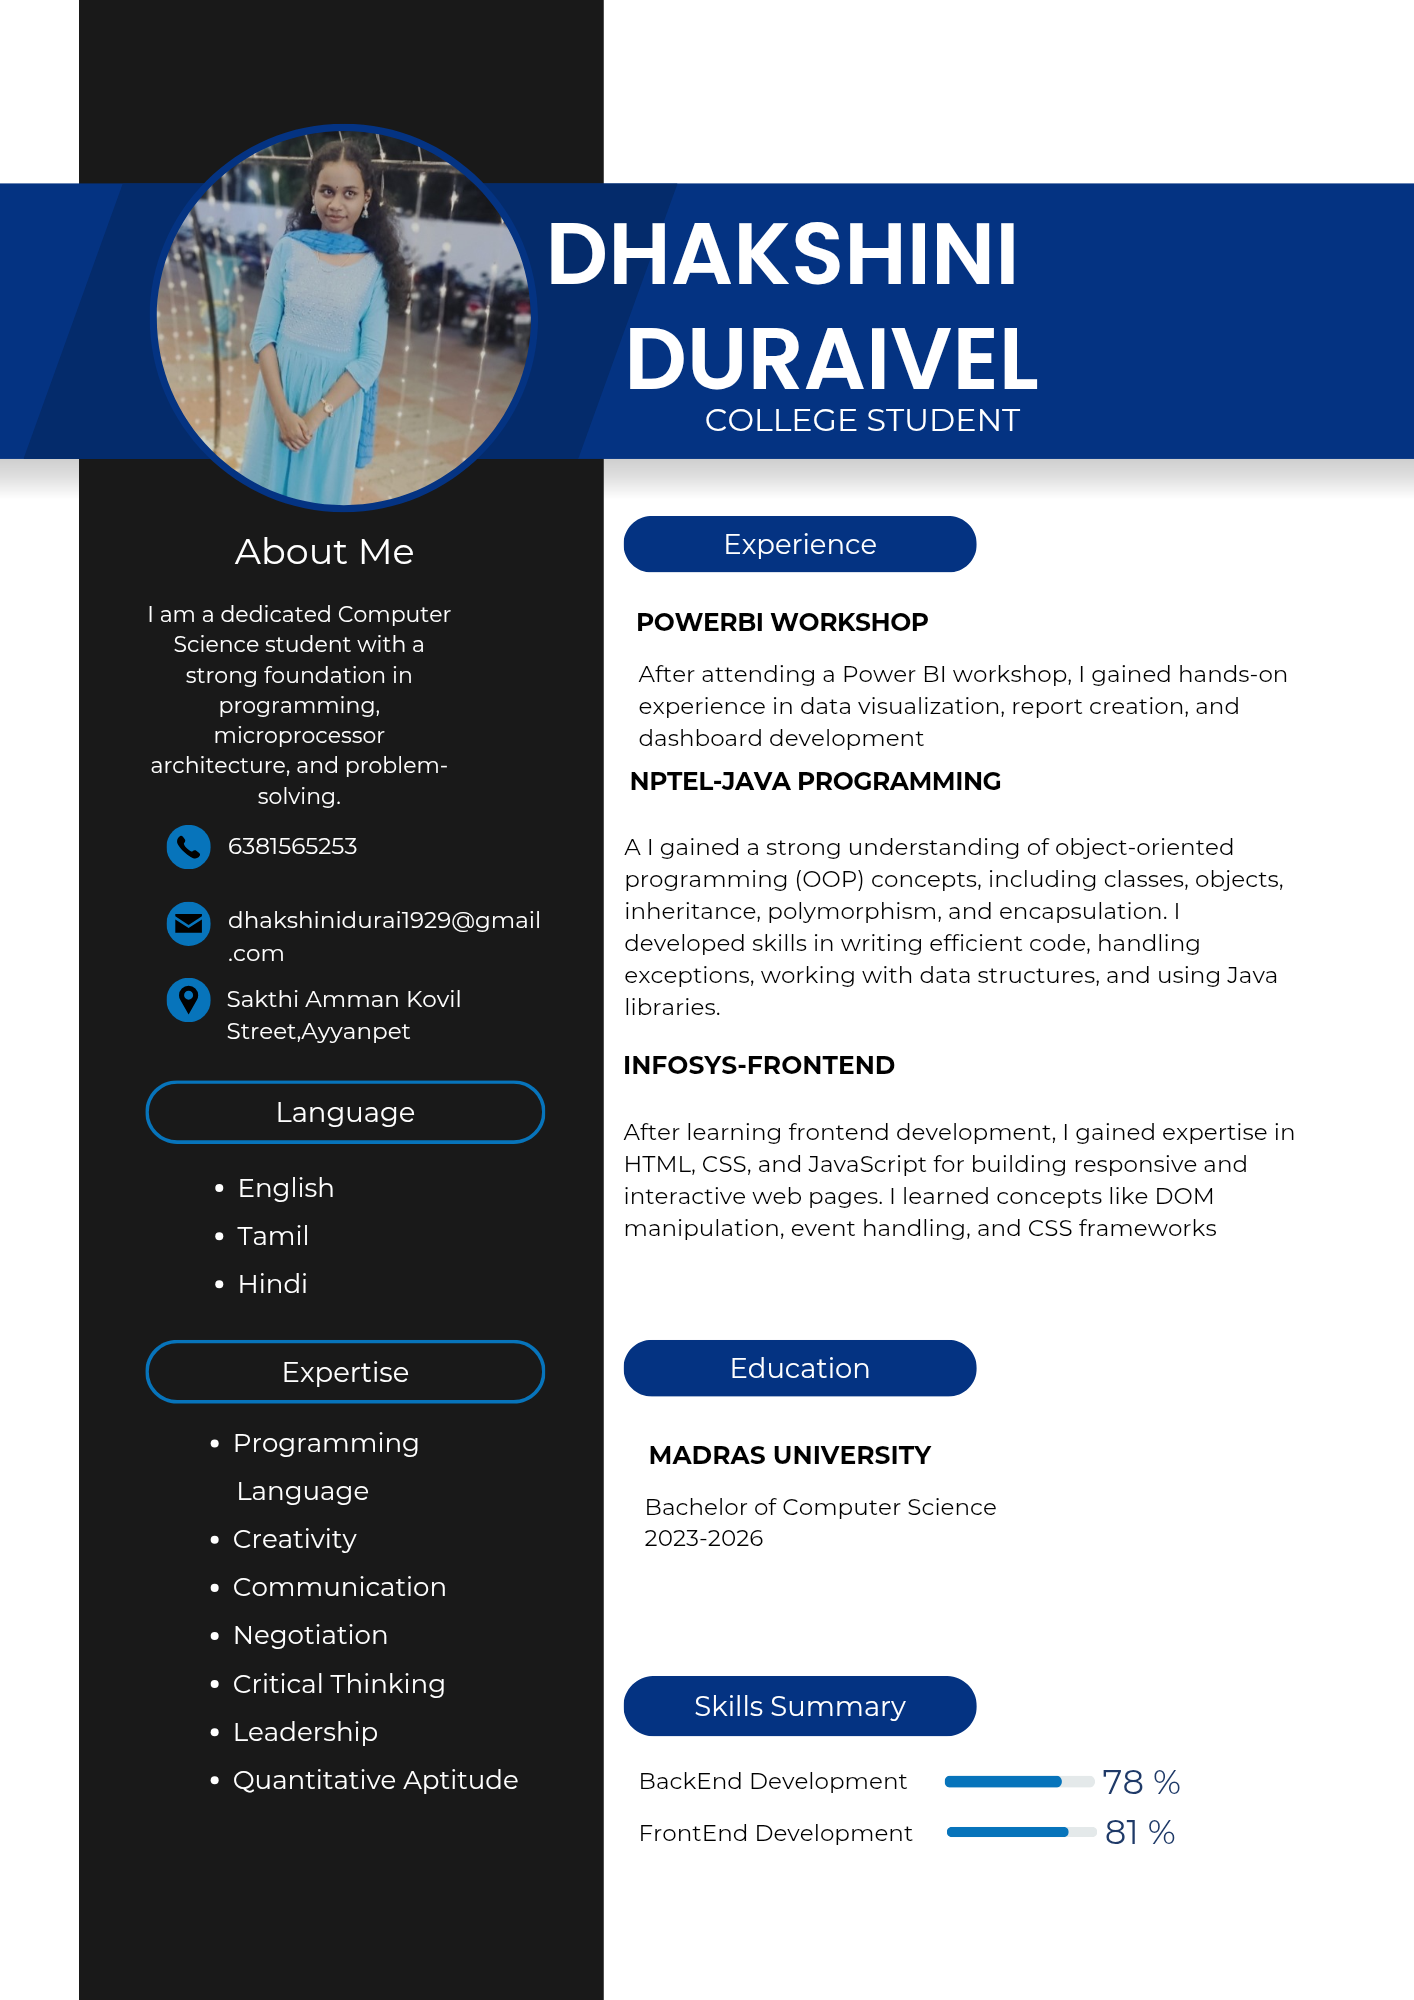 DHAKSHINI
DURAIVEL
COLLEGE STUDENT
About Me
I am a dedicated Computer
Science student with a
strong foundation in
programming,
microprocessor
architecture, and problem-
solving.
6381565253
dhakshinidurai1929@gmail
.com
Sakthi Amman Kovil
Street,Ayyanpet
Language
• English
• Tamil
• Hindi
Expertise
• Programming
Language
• Creativity
• Communication
• Negotiation
• Critical Thinking
• Leadership
• Quantitative Aptitude
Experience
POWERBI WORKSHOP
After attending a Power BI workshop, I gained hands-on
experience in data visualization, report creation, and
dashboard development
NPTEL-JAVA PROGRAMMING
A I gained a strong understanding of object-oriented
programming (OOP) concepts, including classes, objects,
inheritance, polymorphism, and encapsulation. I
developed skills in writing efficient code, handling
exceptions, working with data structures, and using Java
libraries.
INFOSYS-FRONTEND
After learning frontend development, I gained expertise in
HTML, CSS, and JavaScript for building responsive and
interactive web pages. I learned concepts like DOM
manipulation, event handling, and CSS frameworks
Education
MADRAS UNIVERSITY
Bachelor of Computer Science
2023-2026
Skills Summary
BackEnd Development 78 %
FrontEnd Development 81 %